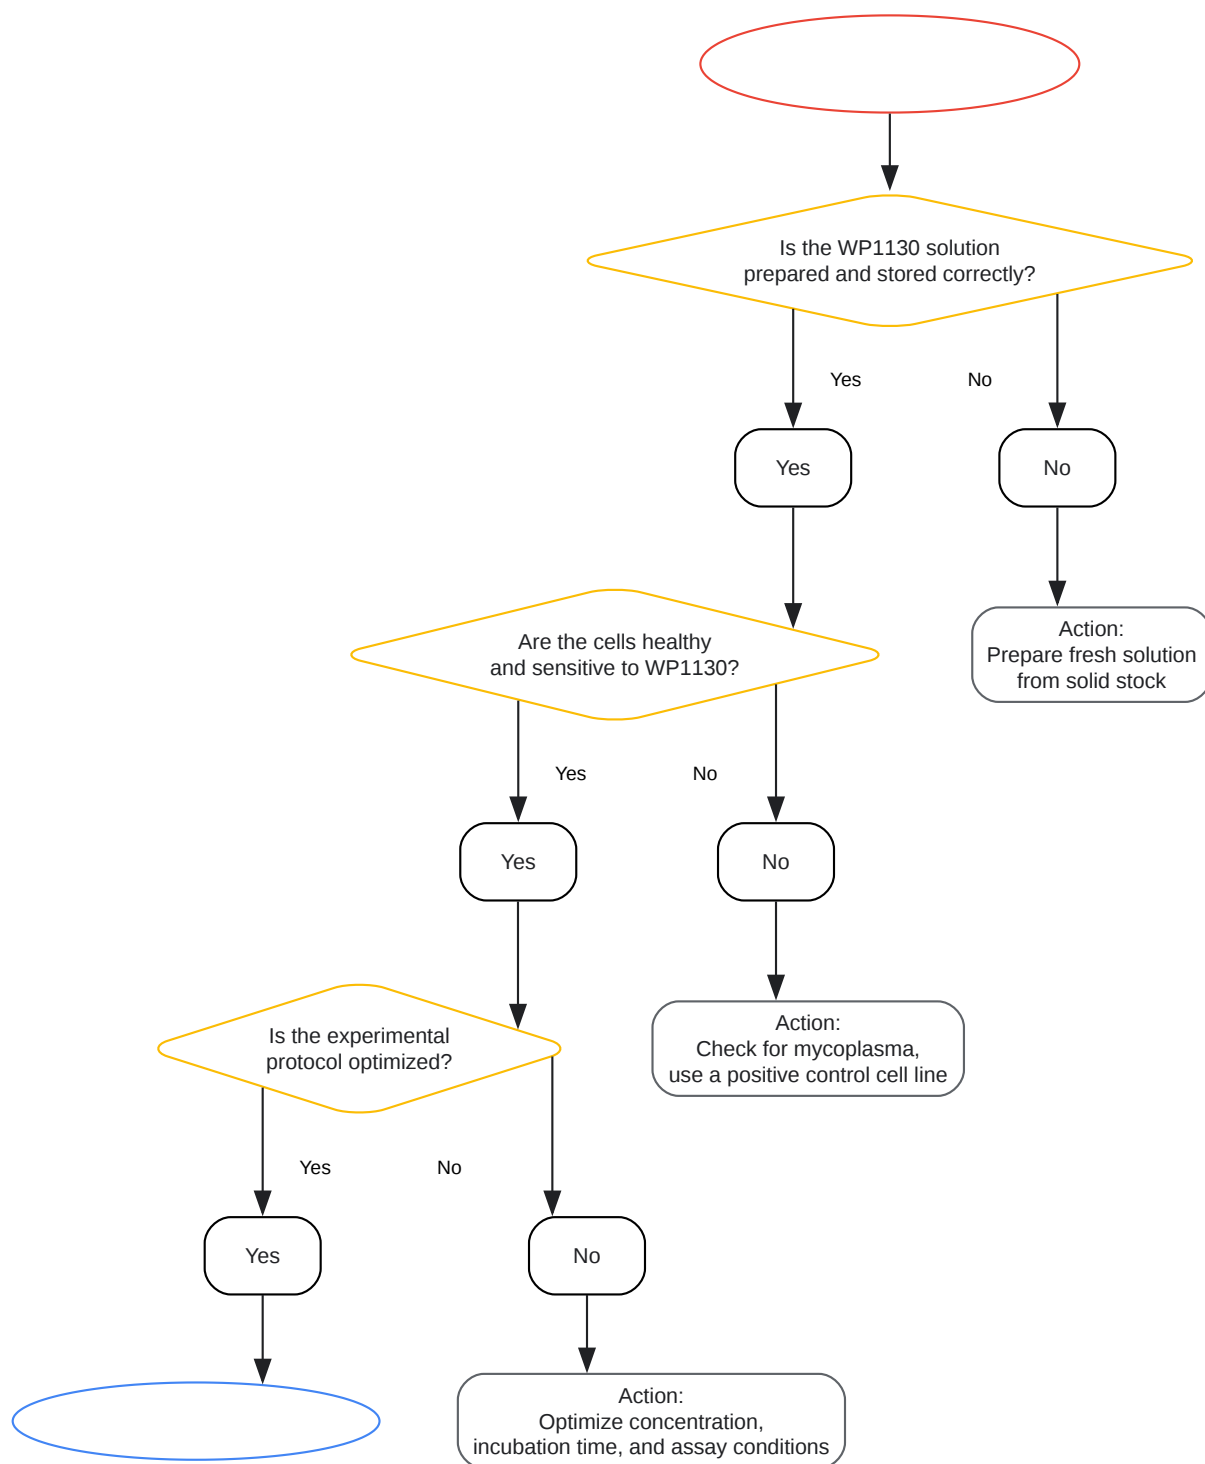 Is the WP1130 solution
prepared and stored correctly?
Yes
No
Yes
No
Action:
Prepare fresh solution
from solid stock
Are the cells healthy
and sensitive to WP1130?
Yes
No
Yes
No
Action:
Check for mycoplasma,
use a positive control cell line
Is the experimental
protocol optimized?
Yes
No
Yes
No
Action:
Optimize concentration,
incubation time, and assay conditions